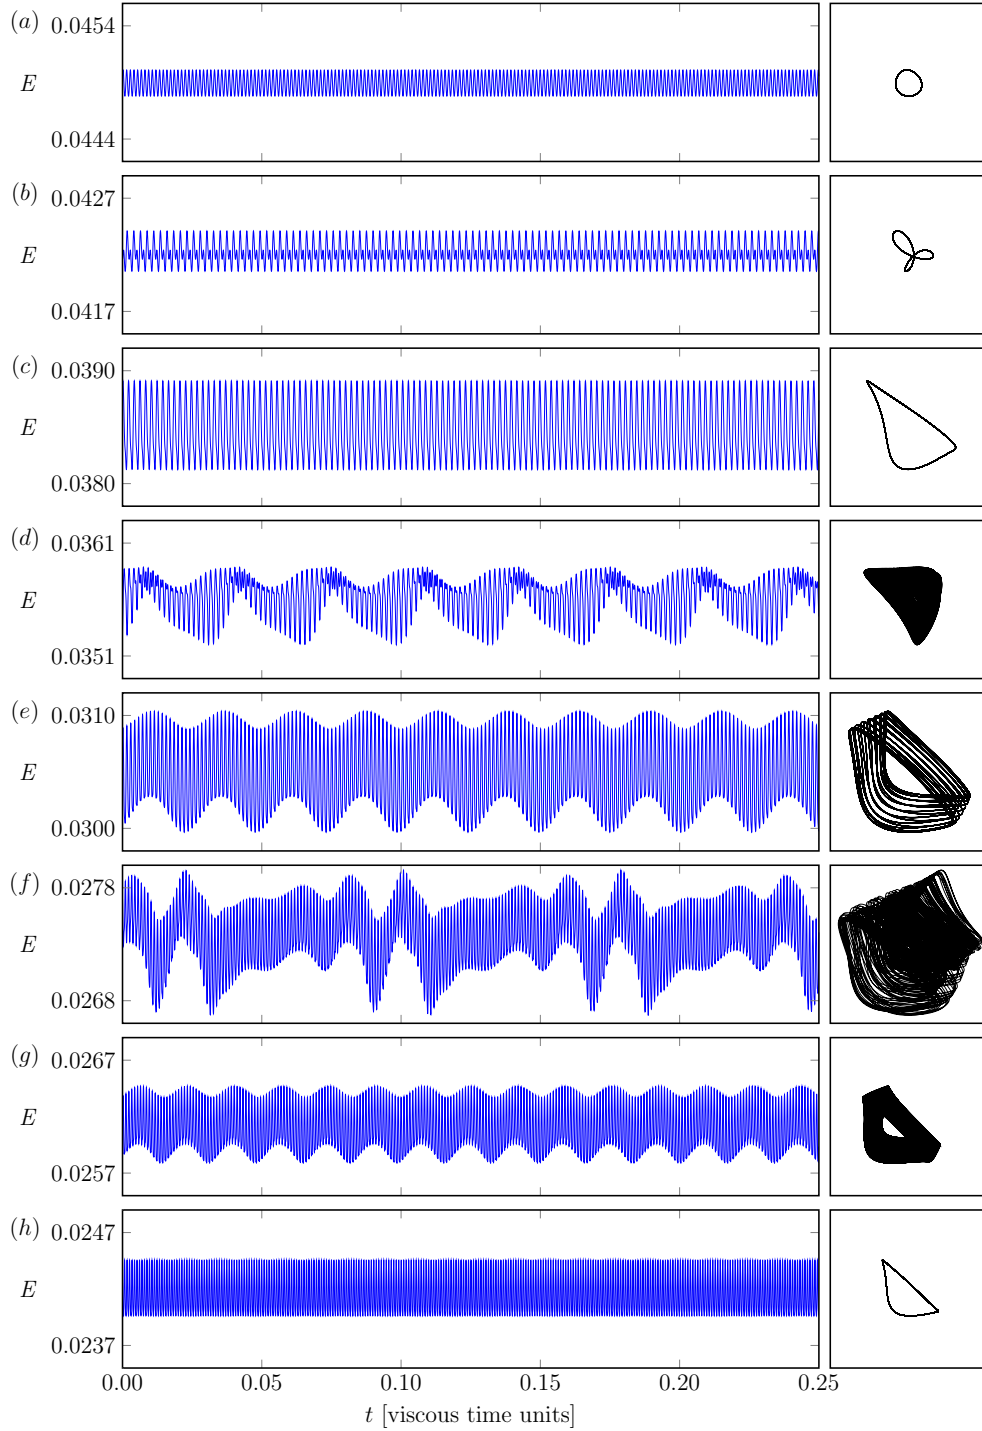 (a) 0.0454
E
0.0444
(b) 0.0427
E
0.0417
(c) 0.0390
E
0.0380
(d) 0.0361
E
0.0351
(e) 0.0310
E
0.0300
(f) 0.0278
E
0.0268
(g) 0.0267
E
0.0257
(h) 0.0247
E
0.0237
0.00 0.05 0.10 0.15 0.20 0.25
t [viscous time units]